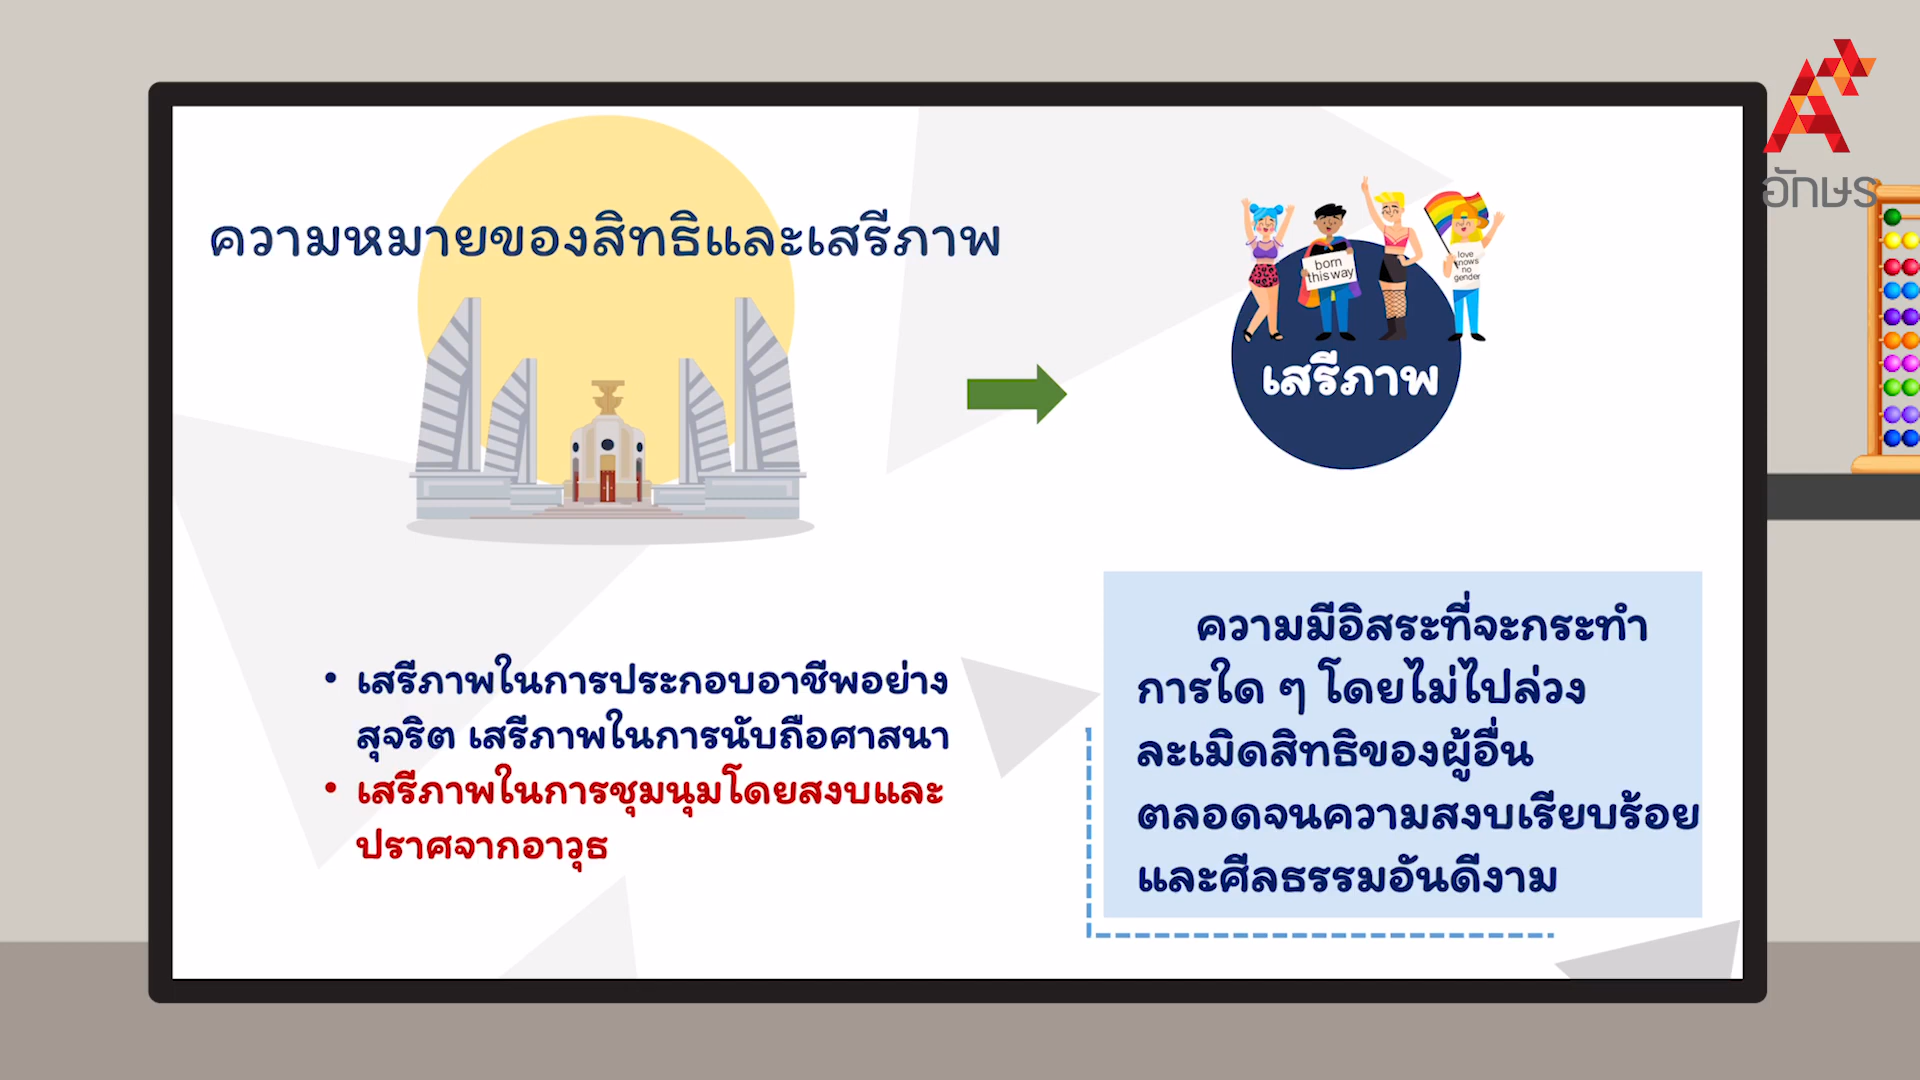 อักษร
ความหมายของสิทธิและเสรีภาพ
born
this way
love
knows
no
gender
เสรีภาพ
• เสรีภาพในการประกอบอาชีพอย่าง
สุจริต เสรีภาพในการนับถือศาสนา
• เสรีภาพในการชุมนุมโดยสงบและ
ปราศจากอาวุธ
ความมีอิสระที่จะกระทำ
การใด ๆ โดยไม่ไปล่วง
ละเมิดสิทธิของผู้อื่น
ตลอดจนความสงบเรียบร้อย
และศีลธรรมอันดีงาม